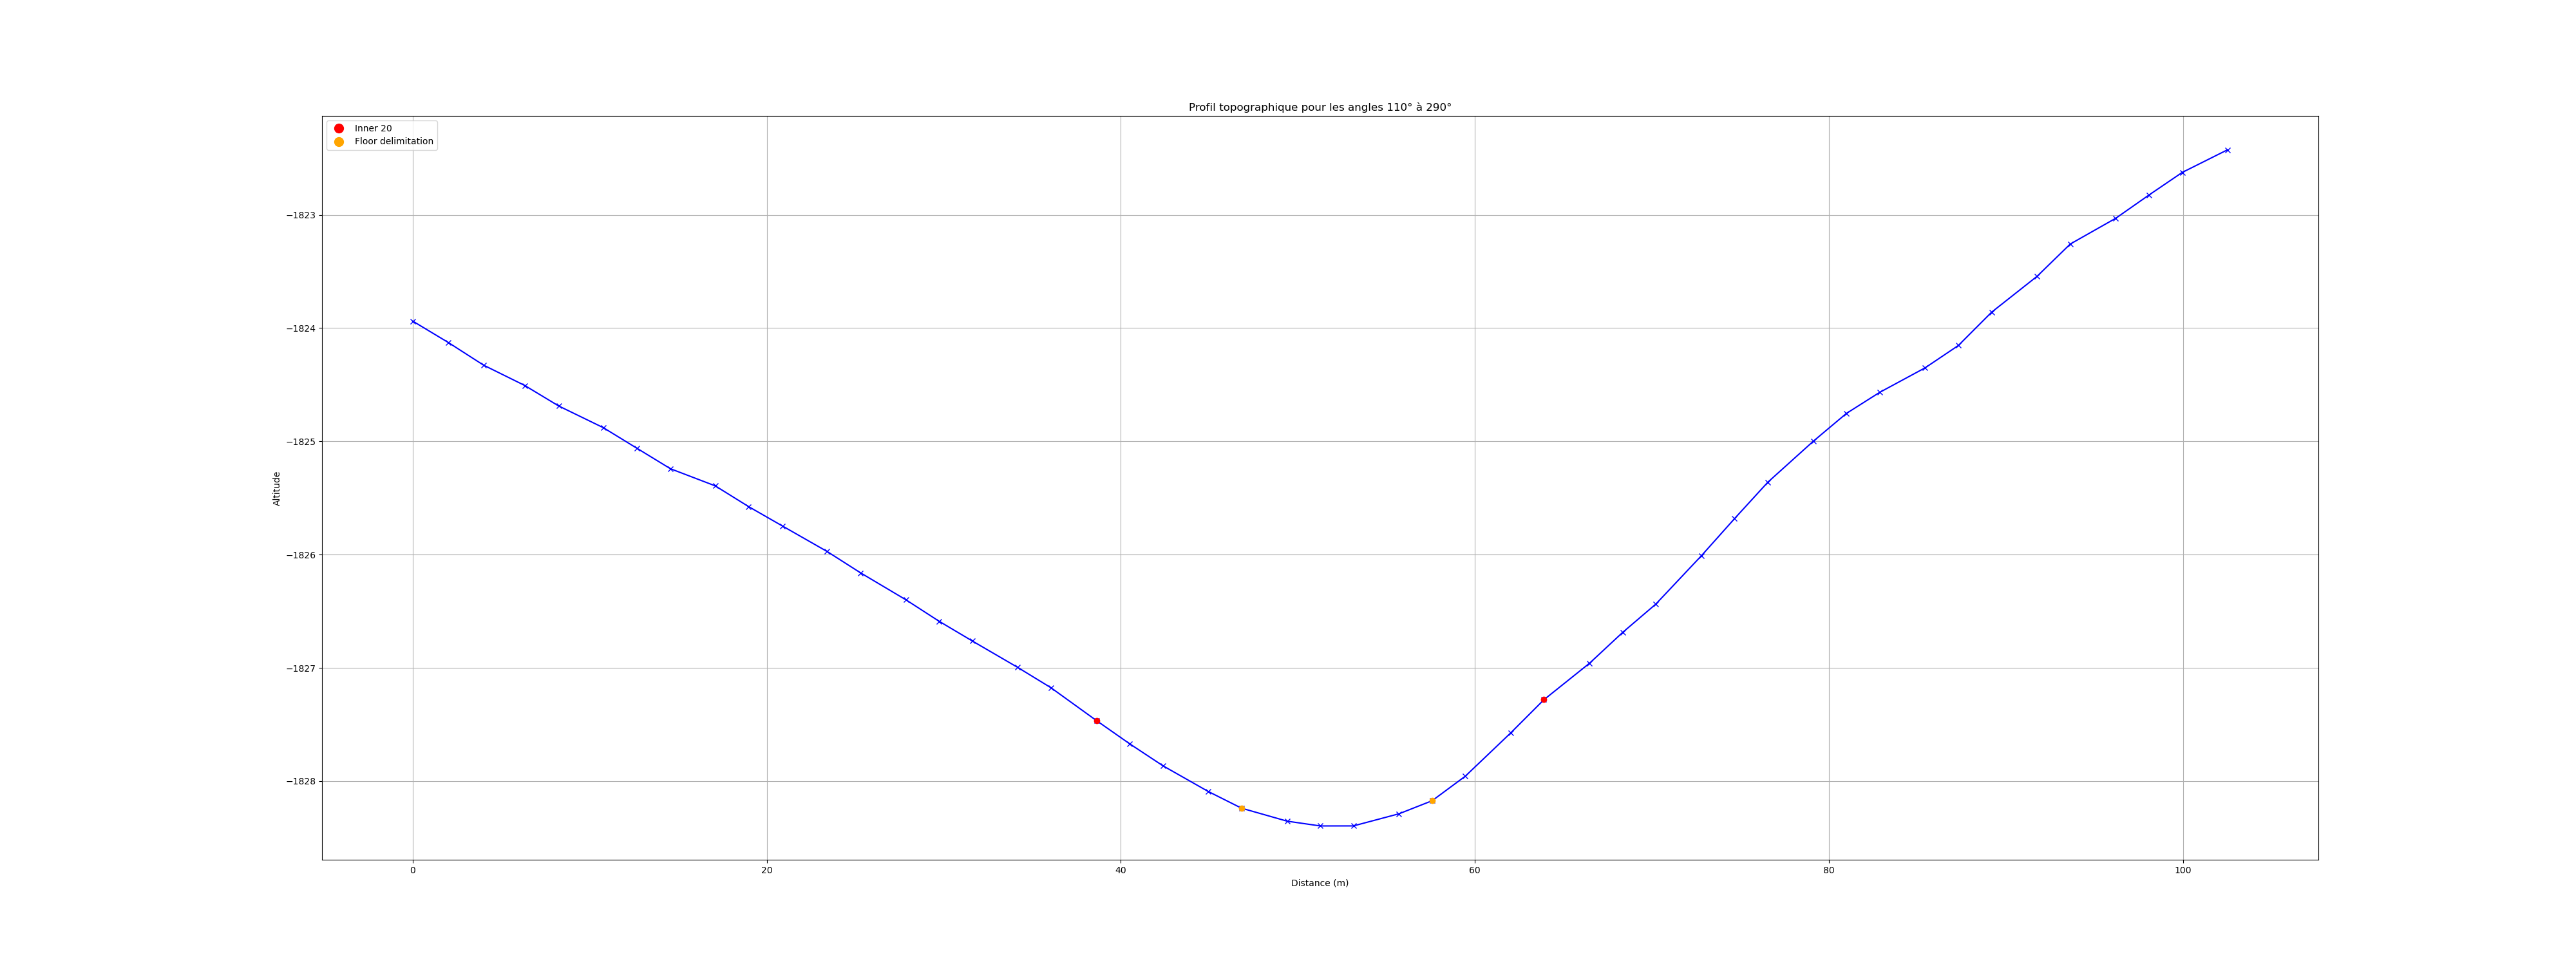 Profil topographique pour les angles 110° à 290°
Inner 20
Floor delimitation
Altitude
−1823
−1824
−1825
−1826
−1827
−1828
0 20 40 60 80 100
Distance (m)